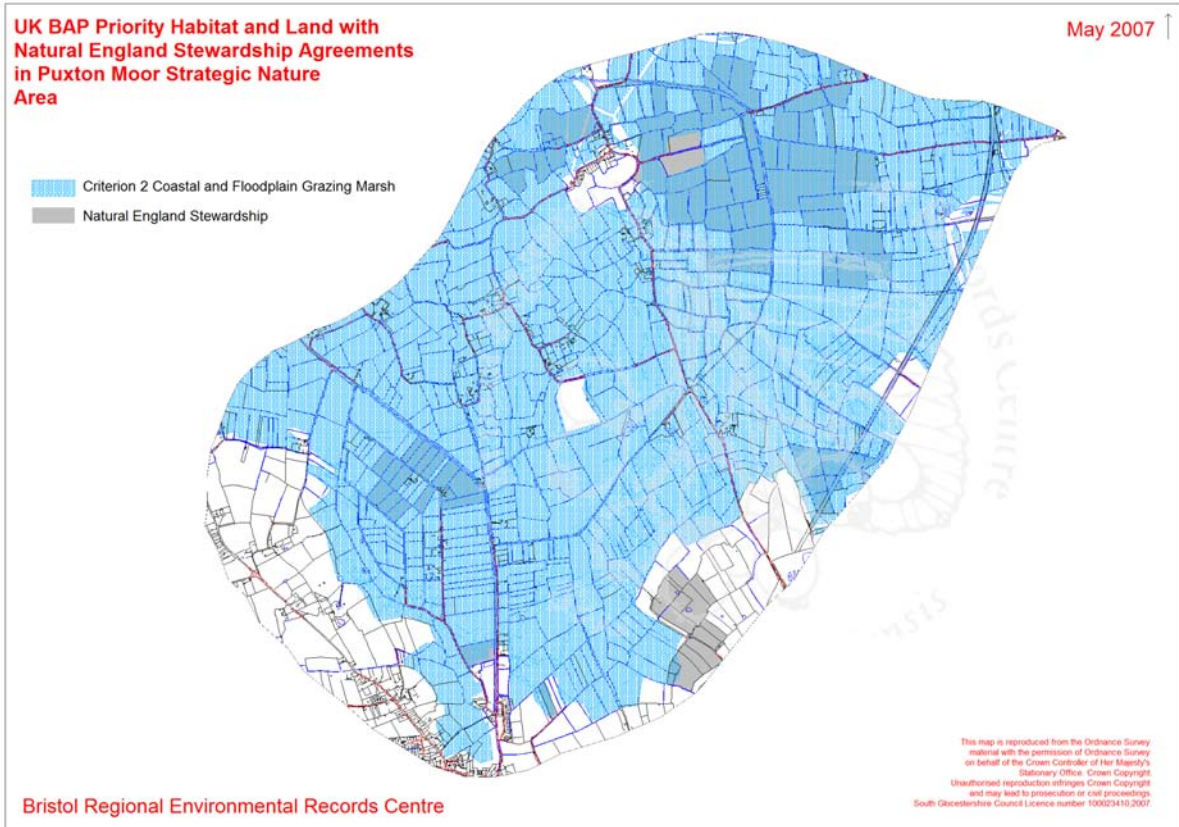 UK BAP Priority Habitat and Land with
Natural England Stewardship Agreements
in Puxton Moor Strategic Nature
Area
May 2007
Criterion 2 Coastal and Floodplain Grazing Marsh
Natural England Stewardship
ords Centre
ensis
This map is reproduced from the Ordnance Survey
material with the permission of Ordnance Survey
on behalf of the Crown Controller of Her Majesty's
Stationary Office. Crown Copyright.
Unauthorised reproduction infringes Crown Copyright
and may lead to prosecution or civil proceedings.
South Glocestershire Council Licence number 100023410,2007.
Bristol Regional Environmental Records Centre